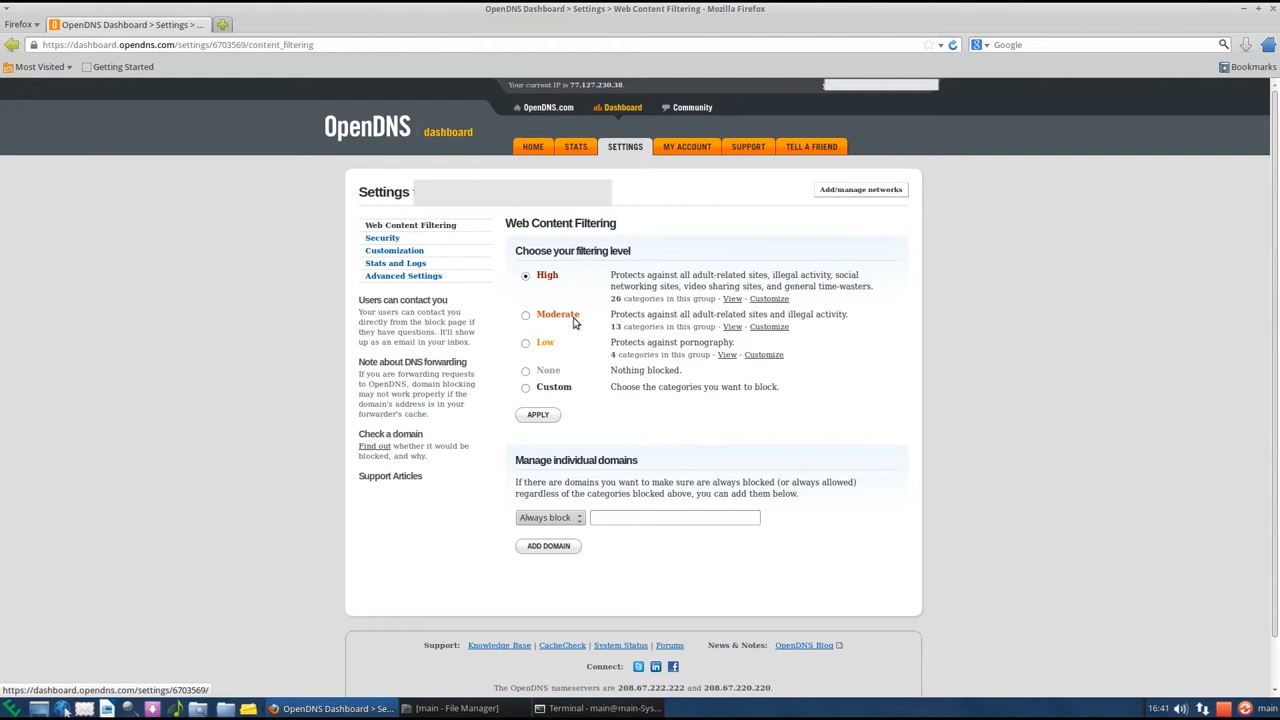 OpenDNS Dashboard > Settings > Web Content Filtering - Mozilla Firefox
Firefox
OpenDNS Dashboard > Settings > ...
https://dashboard.opendns.com/settings/6703569/content_filtering
Google
Most Visited
Getting Started
Bookmarks
Your current IP is 77.127.230.38.
OpenDNS.com
Dashboard
Community
OpenDNS dashboard
HOME
STATS
SETTINGS
MY ACCOUNT
SUPPORT
TELL A FRIEND
Settings
Add/manage networks
Web Content Filtering
Security
Customization
Stats and Logs
Advanced Settings
Users can contact you
Your users can contact you
directly from the block page if
they have questions. It'll show
up as an email in your inbox.
Note about DNS forwarding
If you are forwarding requests
to OpenDNS, domain blocking
may not work properly if the
domain's address is in your
forwarder's cache.
Check a domain
Find out whether it would be
blocked, and why.
Support Articles
Web Content Filtering
Choose your filtering level
High
Protects against all adult-related sites, illegal activity, social
networking sites, video sharing sites, and general time-wasters.
26 categories in this group - View - Customize
Moderate
Protects against all adult-related sites and illegal activity.
13 categories in this group - View - Customize
Low
Protects against pornography.
4 categories in this group - View - Customize
None
Nothing blocked.
Custom
Choose the categories you want to block.
APPLY
Manage individual domains
If there are domains you want to make sure are always blocked (or always allowed)
regardless of the categories blocked above, you can add them below.
Always block
ADD DOMAIN
Support: Knowledge Base | CacheCheck | System Status | Forums
News & Notes: OpenDNS Blog
Connect:
The OpenDNS nameservers are 208.67.222.222 and 208.67.220.220.
https://dashboard.opendns.com/settings/6703569/
OpenDNS Dashboard > Se...
[main - File Manager]
Terminal - main@main-Sys...
16:41
main